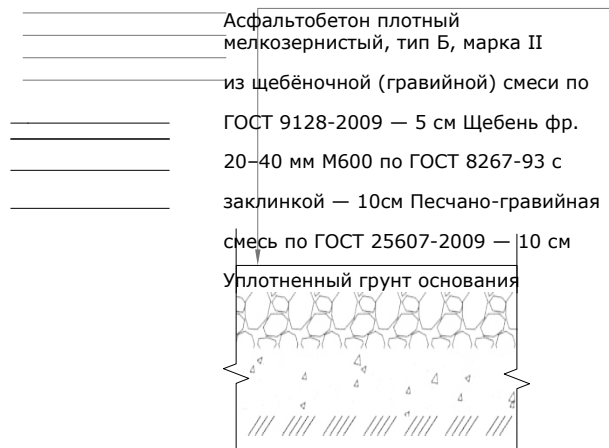 Асфальтобетон плотный
мелкозернистый, тип Б, марка II
из щебёночной (гравийной) смеси по
ГОСТ 9128-2009 — 5 см Щебень фр.
20–40 мм М600 по ГОСТ 8267-93 с
заклинкой — 10см Песчано-гравийная
смесь по ГОСТ 25607-2009 — 10 см
Уплотненный грунт основания